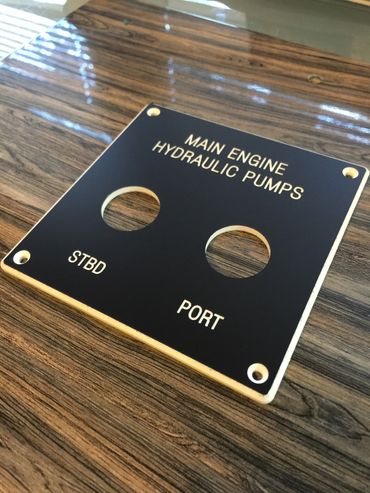 MAIN ENGINE
HYDRAULIC PUMPS
STBD
PORT